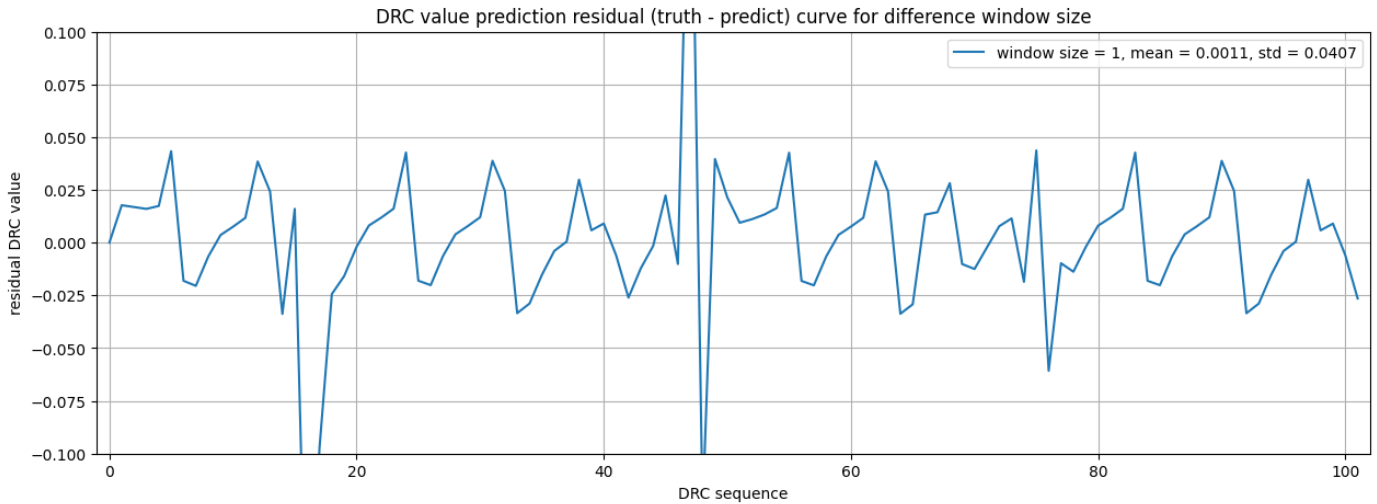 DRC value prediction residual (truth - predict) curve for difference window size
window size = 1, mean = 0.0011, std = 0.0407
residual DRC value
0.100
0.075
0.050
0.025
0.000
−0.025
−0.050
−0.075
−0.100
0 20 40 60 80 100
DRC sequence